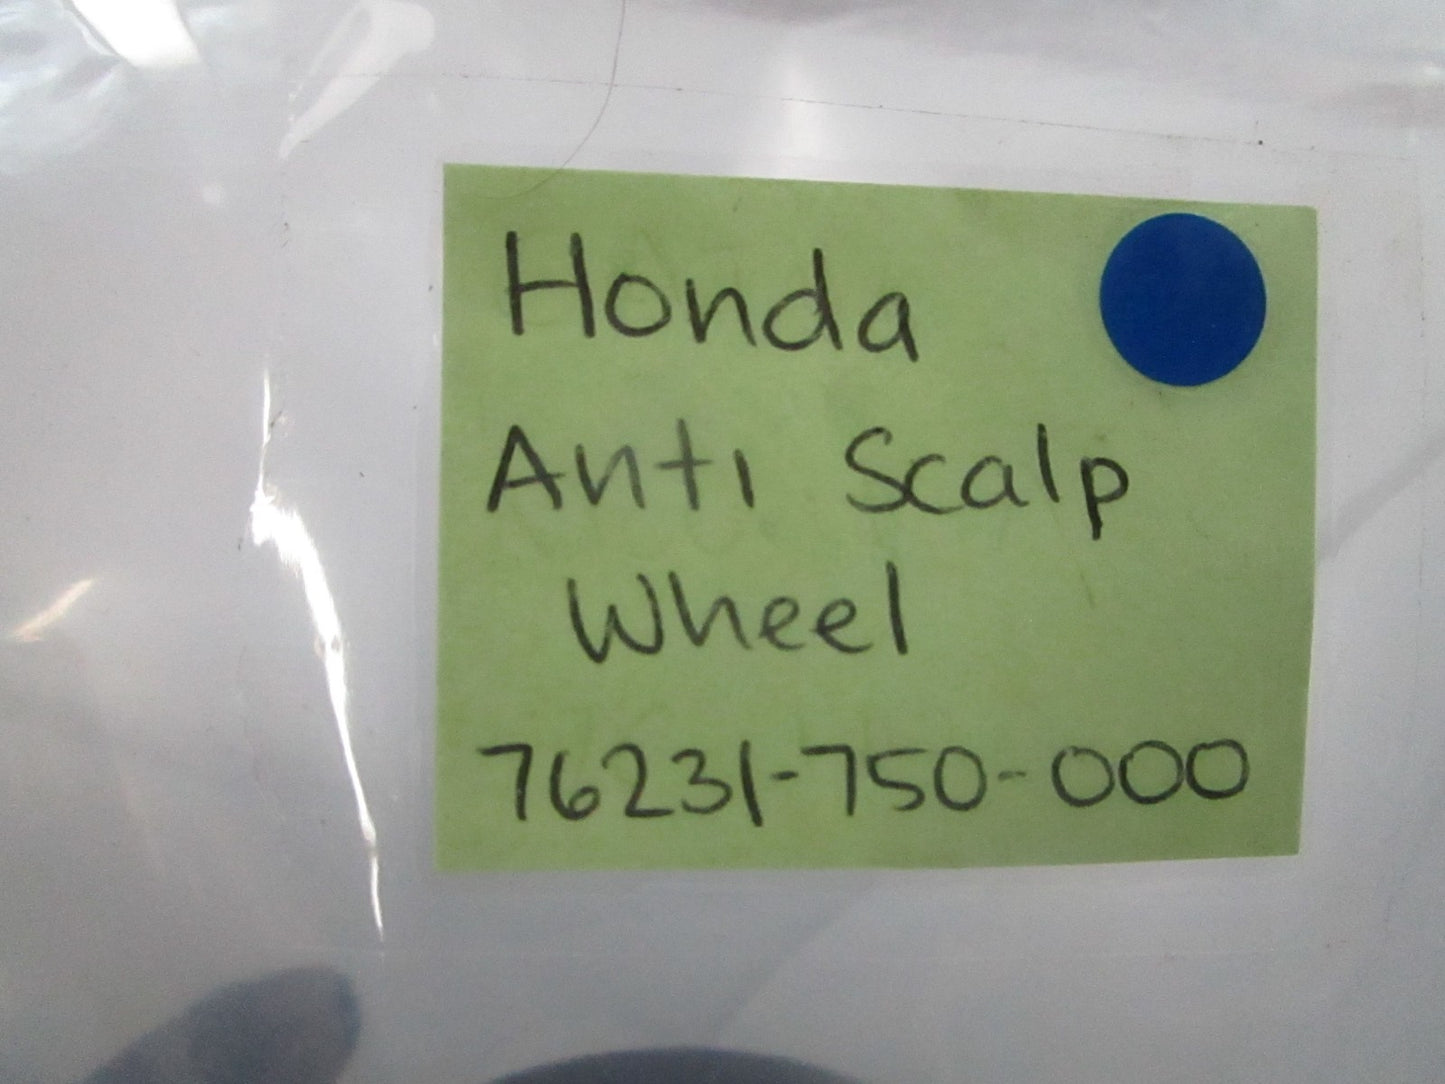 Honda
Anti Scalp
Wheel
76231-750-000